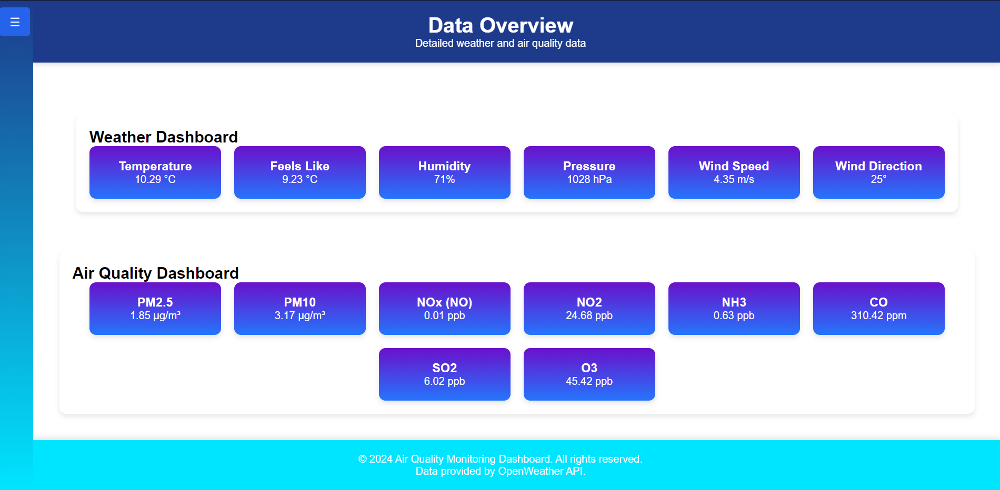 ☰
Data Overview
Detailed weather and air quality data
Weather Dashboard
Temperature
10.29 °C
Feels Like
9.23 °C
Humidity
71%
Pressure
1028 hPa
Wind Speed
4.35 m/s
Wind Direction
25°
Air Quality Dashboard
PM2.5
1.85 µg/m³
PM10
3.17 µg/m³
NOx (NO)
0.01 ppb
NO2
24.68 ppb
NH3
0.63 ppb
CO
310.42 ppm
SO2
6.02 ppb
O3
45.42 ppb
© 2024 Air Quality Monitoring Dashboard. All rights reserved.
Data provided by OpenWeather API.